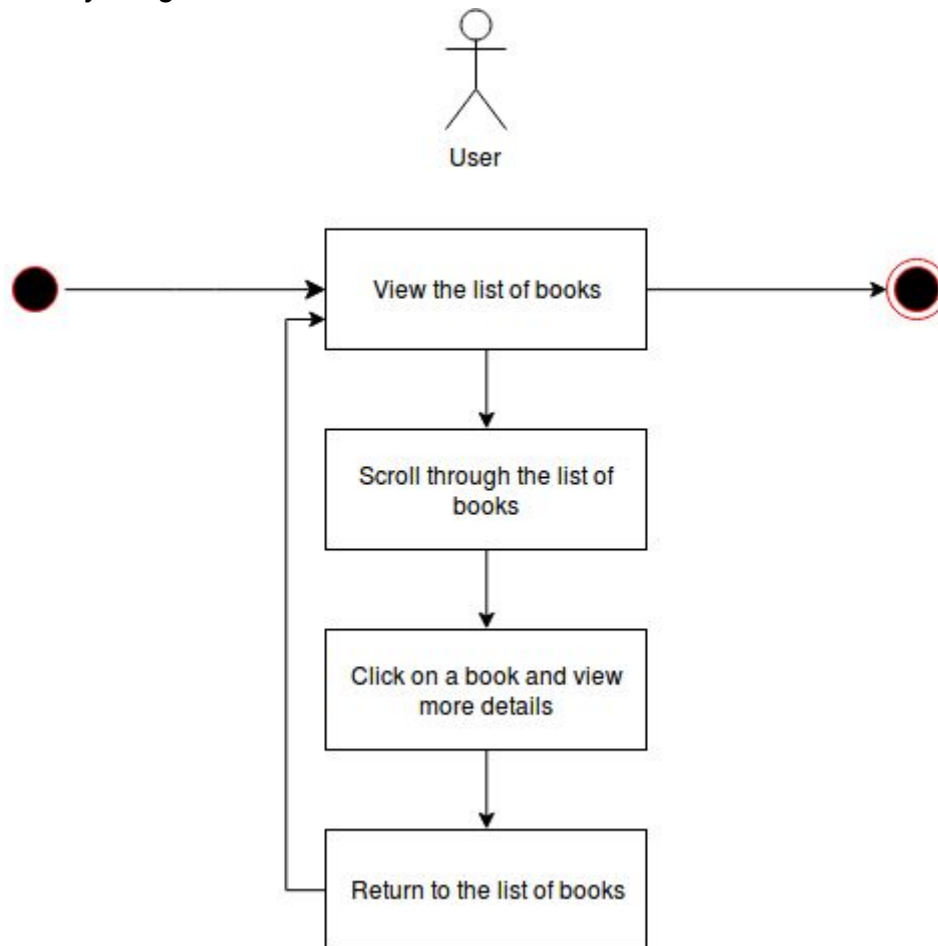 User
View the list of books
Scroll through the list of
books
Click on a book and view
more details
Return to the list of books